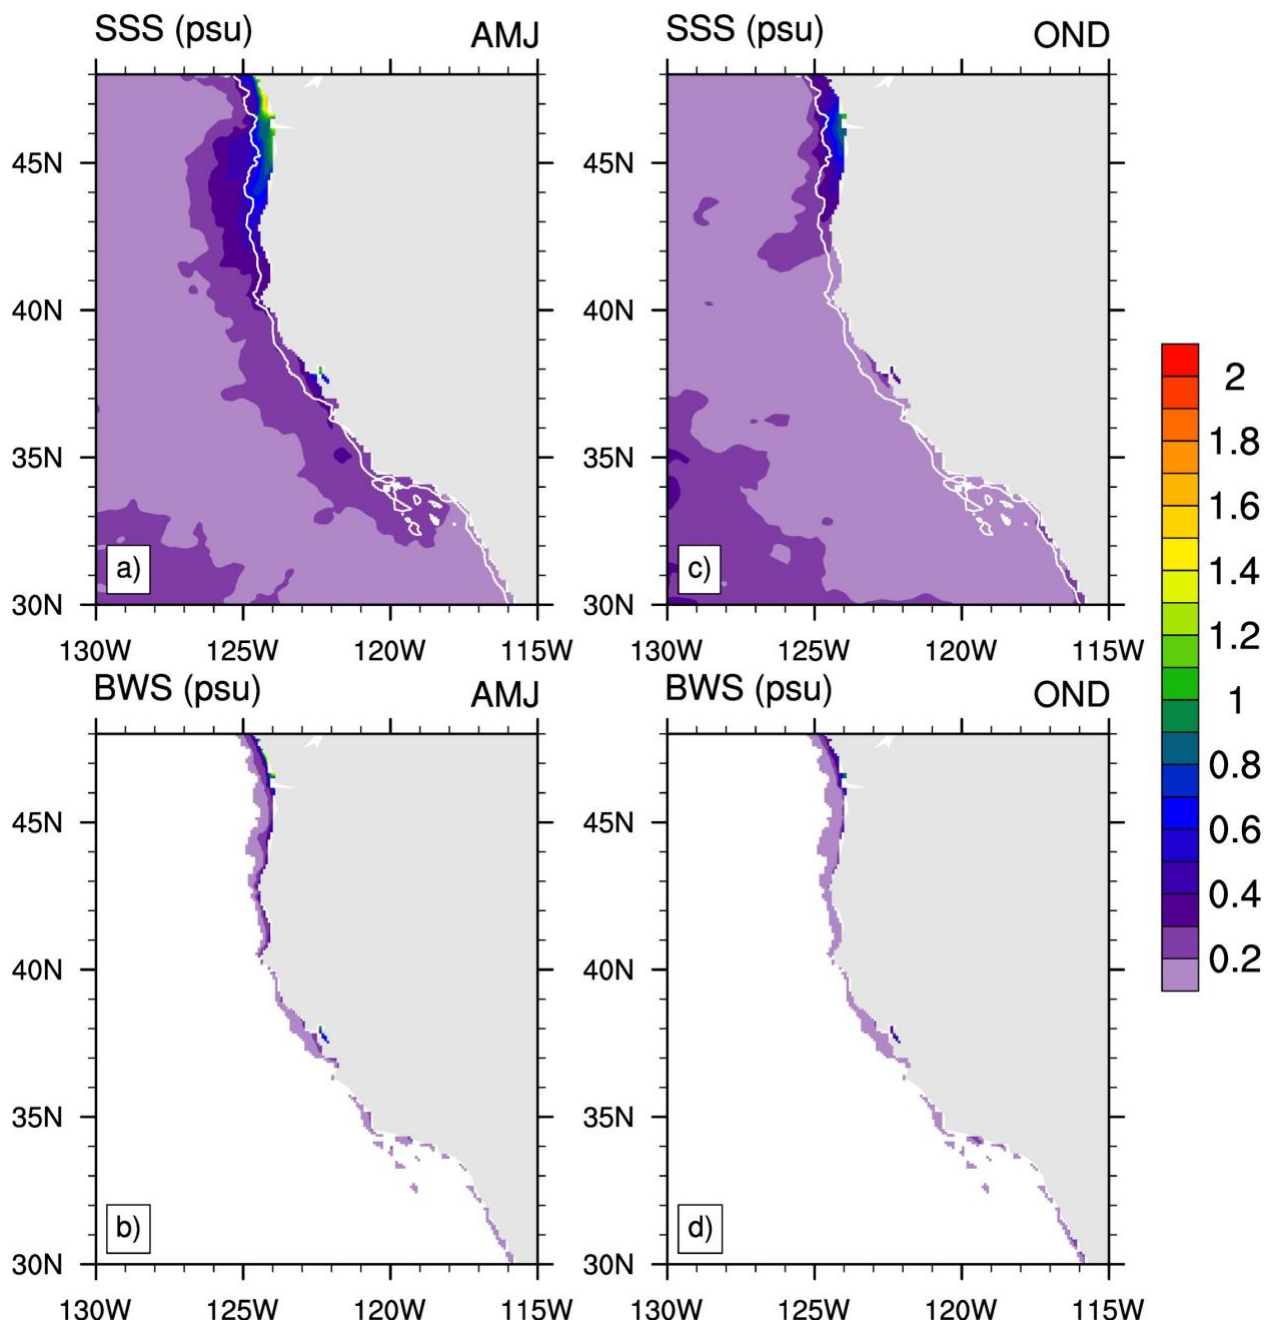 SSS (psu) AMJ
SSS (psu) OND
45N
40N
35N
30N
a)
130W 125W 120W 115W
45N
40N
35N
30N
c)
130W 125W 120W 115W
2
1.8
1.6
1.4
1.2
1
0.8
0.6
0.4
0.2
BWS (psu) AMJ
BWS (psu) OND
45N
40N
35N
30N
b)
130W 125W 120W 115W
45N
40N
35N
30N
d)
130W 125W 120W 115W